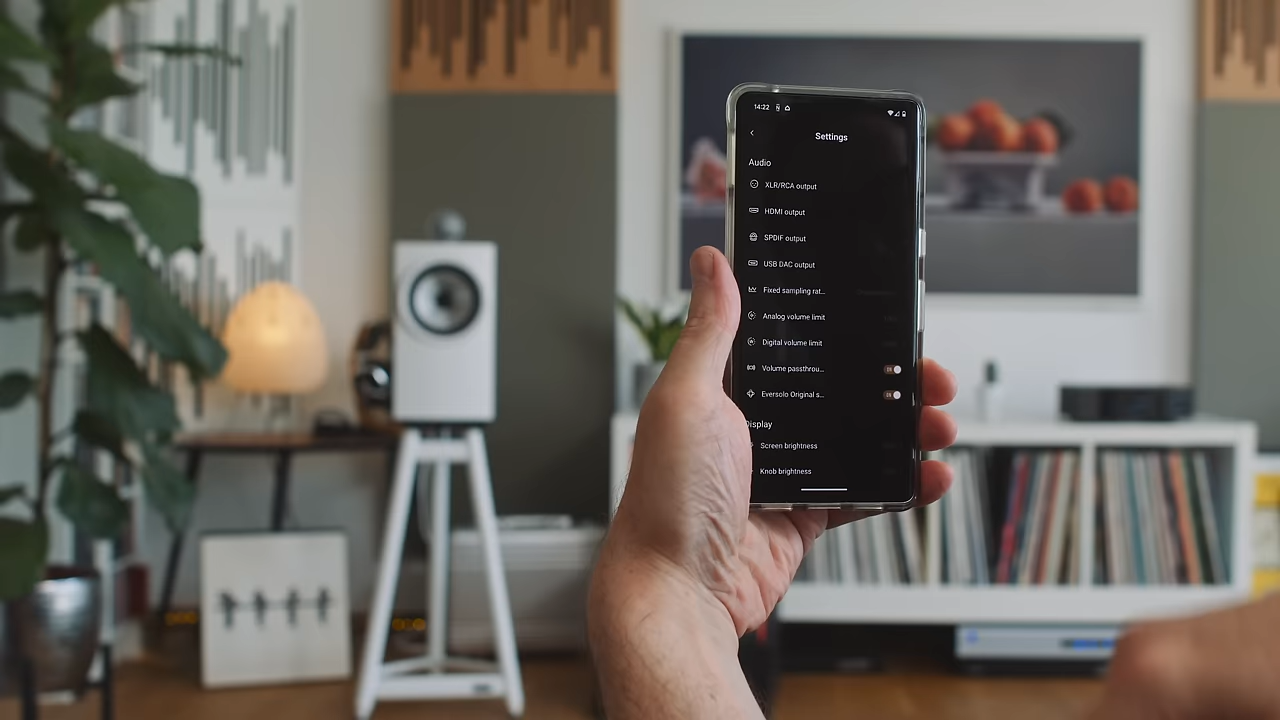 14:22
Settings
Audio
XLR/RCA output
HDMI output
SPDIF output
USB DAC output
Fixed sampling rat...
Analog volume limit
Digital volume limit
Volume passthrou...
Eversolo Original s...
Display
Screen brightness
Knob brightness